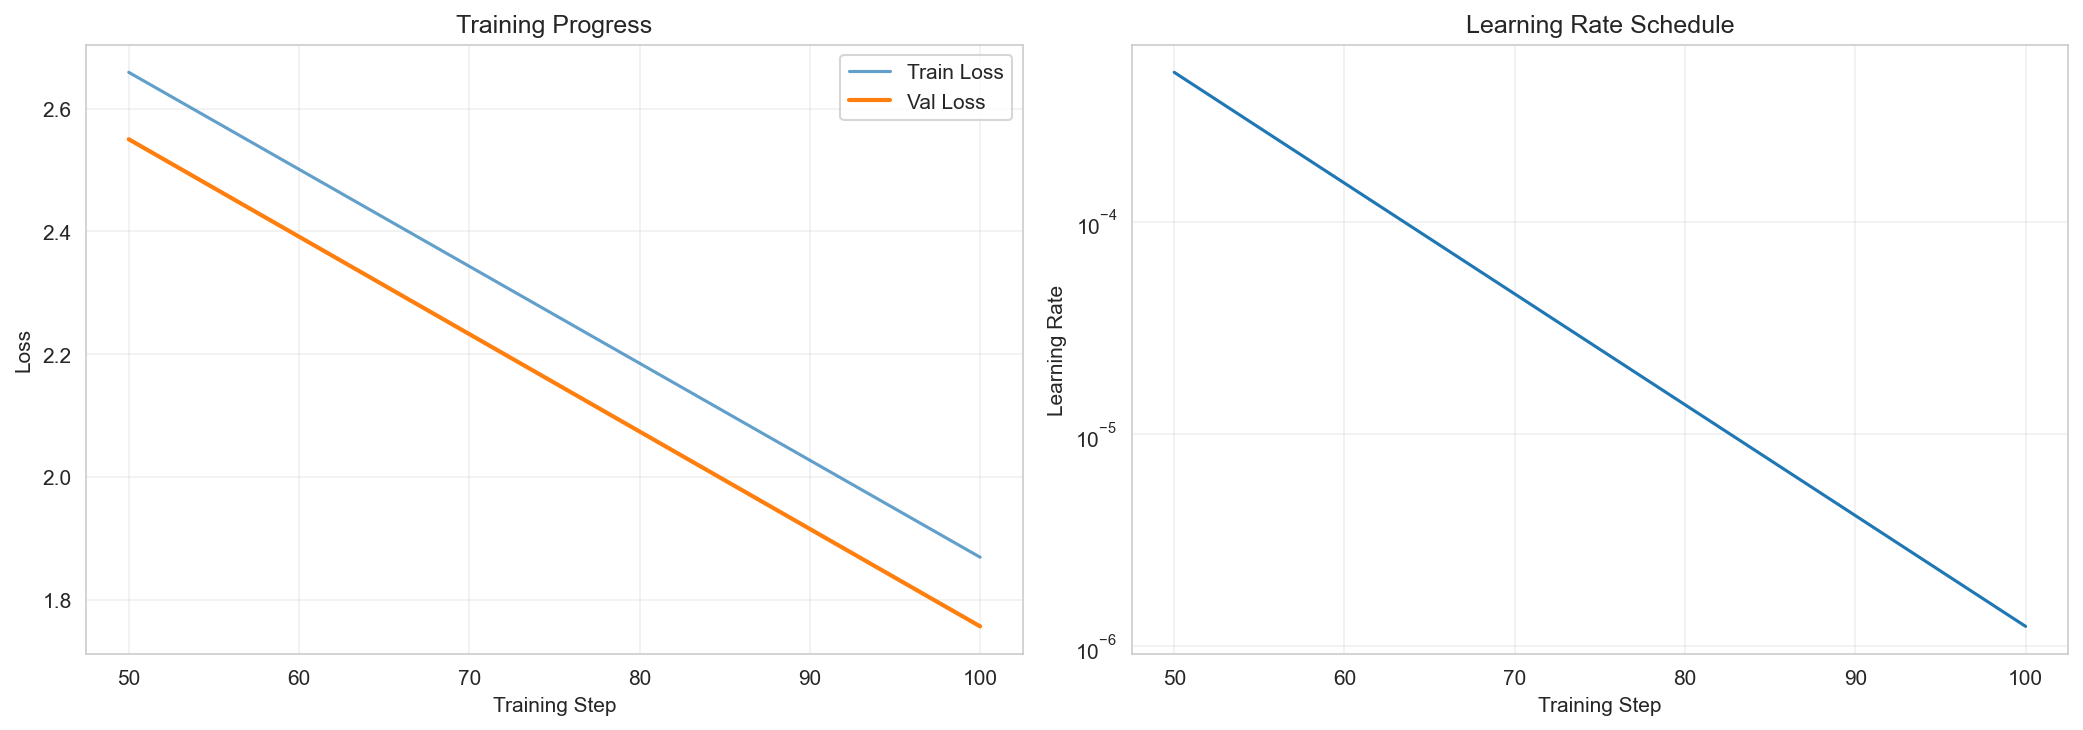 Training Progress
Train Loss
Val Loss
2.6
2.4
2.2
2.0
1.8
Loss
50 60 70 80 90 100
Training Step
Learning Rate Schedule
10⁻⁴
10⁻⁵
10⁻⁶
Learning Rate
50 60 70 80 90 100
Training Step